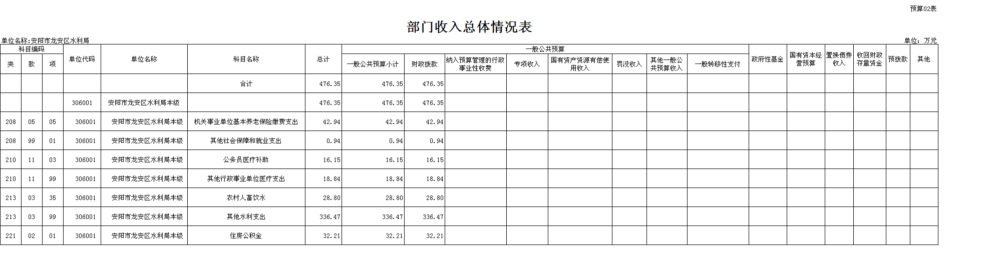 预算02表
部门收入总体情况表
单位名称:安阳市龙安区水利局 单位：万元
科目编码 单位代码 单位名称 科目名称 总计 一般公共预算 政府性基金 国有资本经营预算 置换债券收入 收回财政存量资金 预拨款 其他
类 款 项 一般公共预算小计 财政拨款 纳入预算管理的行政事业性收费 专项收入 国有资产资源有偿使用收入 罚没收入 其他一般公共预算收入 一般转移性支付
合计 476.35 476.35 476.35
306001 安阳市龙安区水利局本级 476.35 476.35 476.35
208 05 05 306001 安阳市龙安区水利局本级 机关事业单位基本养老保险缴费支出 42.94 42.94 42.94
208 99 01 306001 安阳市龙安区水利局本级 其他社会保障和就业支出 0.94 0.94 0.94
210 11 03 306001 安阳市龙安区水利局本级 公务员医疗补助 16.15 16.15 16.15
210 11 99 306001 安阳市龙安区水利局本级 其他行政事业单位医疗支出 18.84 18.84 18.84
213 03 35 306001 安阳市龙安区水利局本级 农村人畜饮水 28.80 28.80 28.80
213 03 99 306001 安阳市龙安区水利局本级 其他水利支出 336.47 336.47 336.47
221 02 01 306001 安阳市龙安区水利局本级 住房公积金 32.21 32.21 32.21